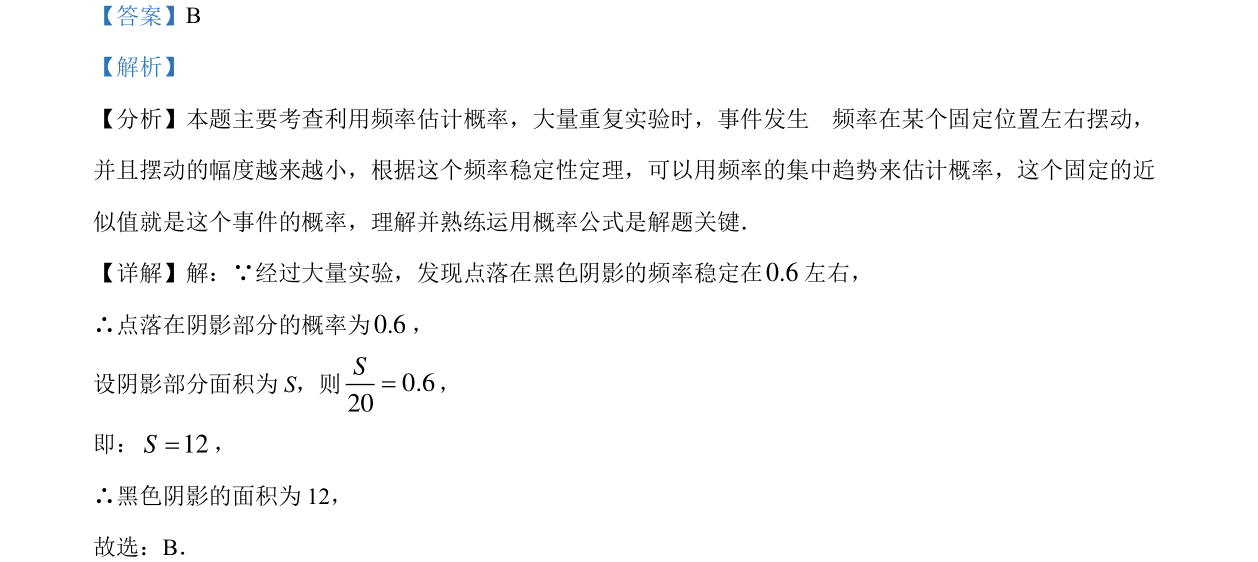 【答案】B
【解析】
【分析】本题主要考查利用频率估计概率，大量重复实验时，事件发生 频率在某个固定位置左右摆动，
并且摆动的幅度越来越小，根据这个频率稳定性定理，可以用频率的集中趋势来估计概率，这个固定的近
似值就是这个事件的概率，理解并熟练运用概率公式是解题关键．
【详解】解：∵经过大量实验，发现点落在黑色阴影的频率稳定在0.6左右，
∴点落在阴影部分的概率为0.6，
设阴影部分面积为 S，则 S/20 = 0.6，
即：S =12，
∴黑色阴影的面积为 12，
故选：B．